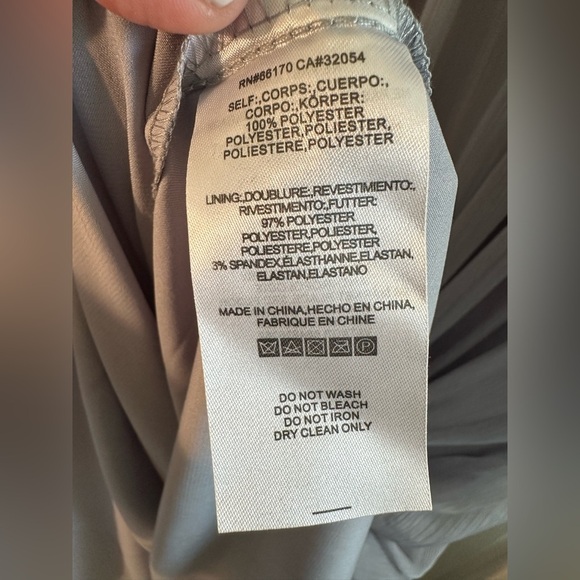 RN#66170 CA#32054
SELF:,CORPS:,CUERPO:,
CORPO:,KÖRPER:
100% POLYESTER
POLYESTER,POLIESTER,
POLIESTERE,POLYESTER
LINING:,DOUBLURE:,REVESTIMIENTO:,
RIVESTIMENTO:,FUTTER:
97% POLYESTER
POLYESTER,POLIESTER,
POLIESTERE,POLYESTER
3% SPANDEX,ÉLASTHANNE,ELASTAN,
ELASTAN,ELASTANO
MADE IN CHINA,HECHO EN CHINA,
FABRIQUE EN CHINE
P
DO NOT WASH
DO NOT BLEACH
DO NOT IRON
DRY CLEAN ONLY